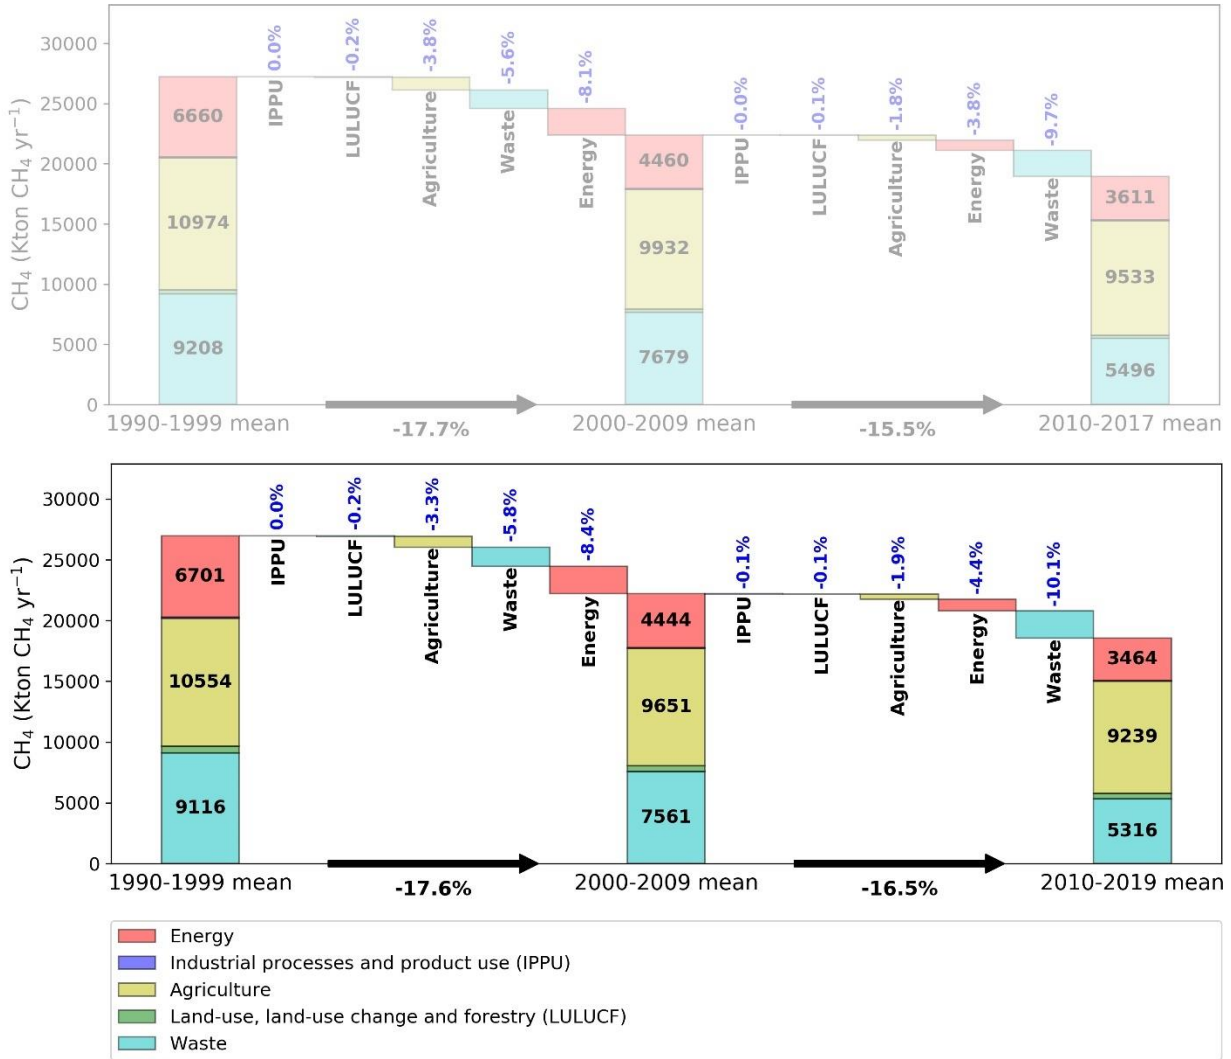 30000
25000
20000
15000
10000
5000
0
CH₄ (Kton CH₄ yr⁻¹)
6660
10974
9208
IPPU 0.0%
LULUCF -0.2%
Agriculture -3.8%
Waste -5.6%
Energy -8.1%
4460
9932
7679
IPPU -0.0%
LULUCF -0.1%
Agriculture -1.8%
Energy -3.8%
Waste -9.7%
3611
9533
5496
1990-1999 mean
-17.7%
2000-2009 mean
-15.5%
2010-2017 mean
30000
25000
20000
15000
10000
5000
0
CH₄ (Kton CH₄ yr⁻¹)
6701
10554
9116
IPPU 0.0%
LULUCF -0.2%
Agriculture -3.3%
Waste -5.8%
Energy -8.4%
4444
9651
7561
IPPU -0.1%
LULUCF -0.1%
Agriculture -1.9%
Energy -4.4%
Waste -10.1%
3464
9239
5316
1990-1999 mean
-17.6%
2000-2009 mean
-16.5%
2010-2019 mean
Energy
Industrial processes and product use (IPPU)
Agriculture
Land-use, land-use change and forestry (LULUCF)
Waste